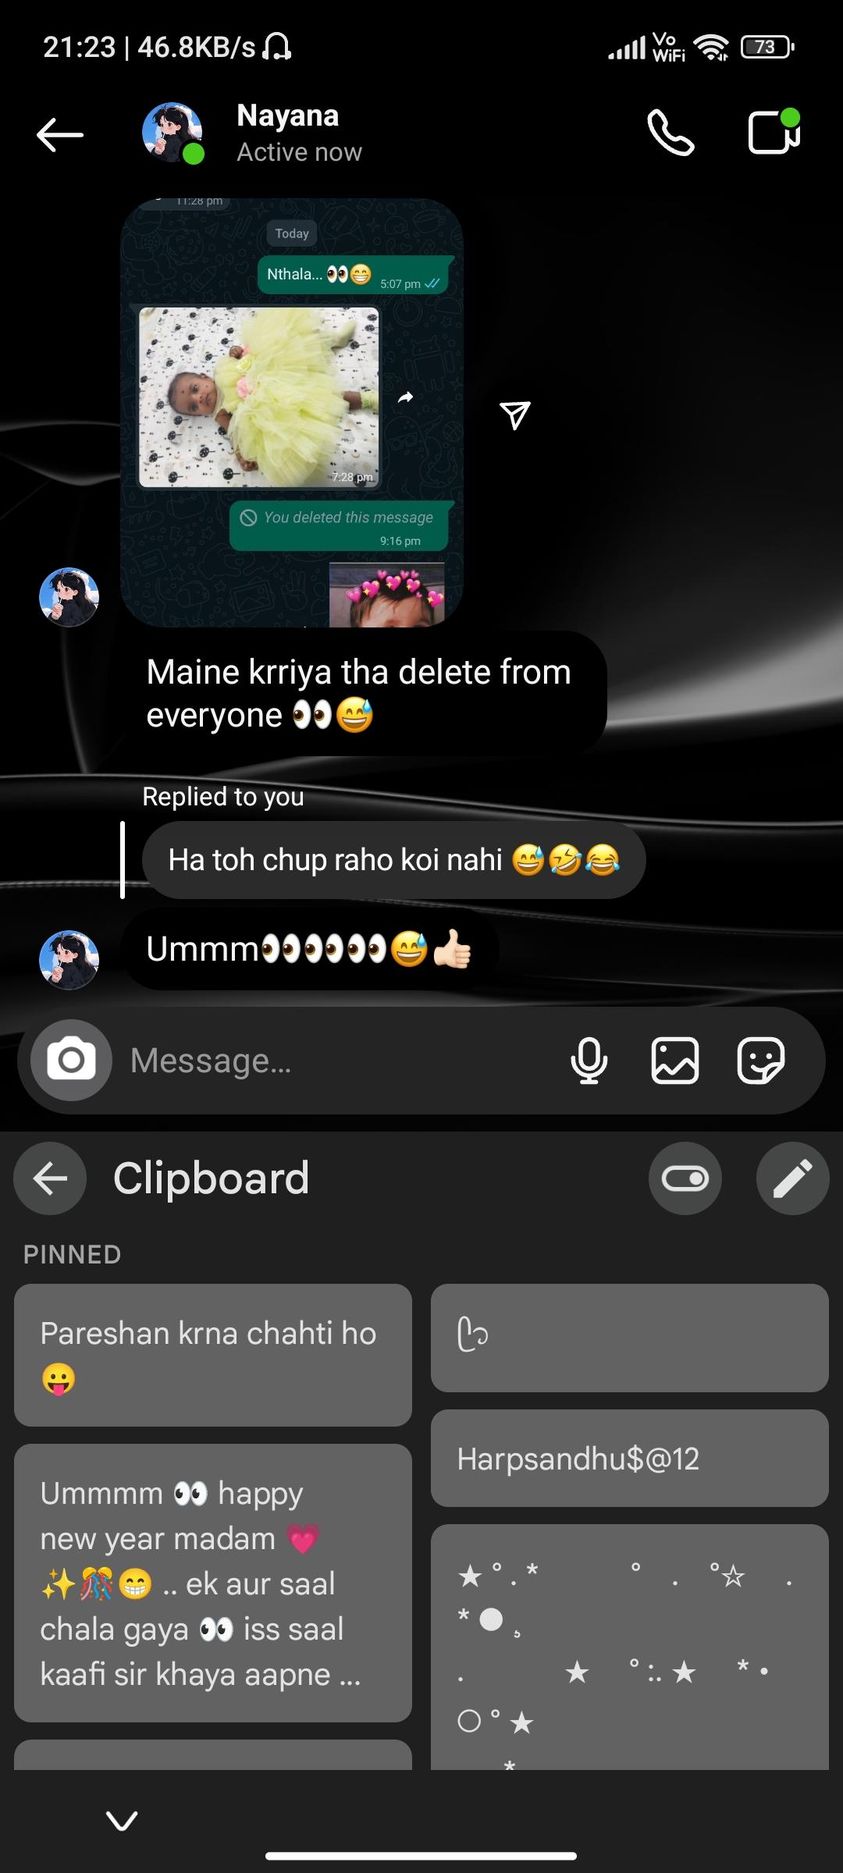 21:23 | 46.8KB/s
Vo
WiFi
73
Nayana
Active now
11:28 pm
Today
Nthala... 👀😁
5:07 pm
7:28 pm
You deleted this message
9:16 pm
Maine krriya tha delete from
everyone 👀😅
Replied to you
Ha toh chup raho koi nahi 😅🤣😂
Ummm👀👀👀😅👍🏻
Message...
Clipboard
PINNED
Pareshan krna chahti ho
😛
Ummmm 👀 happy
new year madam 💗
✨🎊😁 .. ek aur saal
chala gaya 👀 iss saal
kaafi sir khaya aapne ...
Harpsandhu$@12
★ ° . * ° . °☆ .
* ● ¸
. ★ ° :. ★ * •
○ ° ★
*